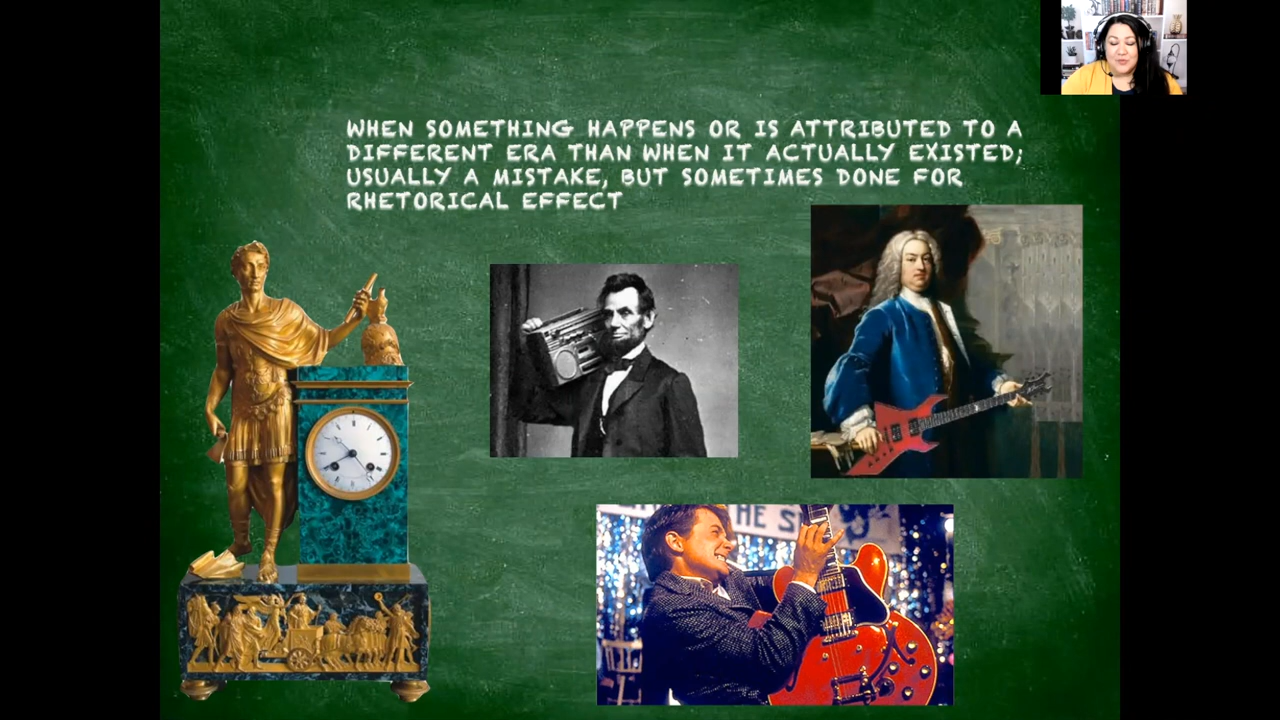 WHEN SOMETHING HAPPENS OR IS ATTRIBUTED TO A
DIFFERENT ERA THAN WHEN IT ACTUALLY EXISTED;
USUALLY A MISTAKE, BUT SOMETIMES DONE FOR
RHETORICAL EFFECT
HE S